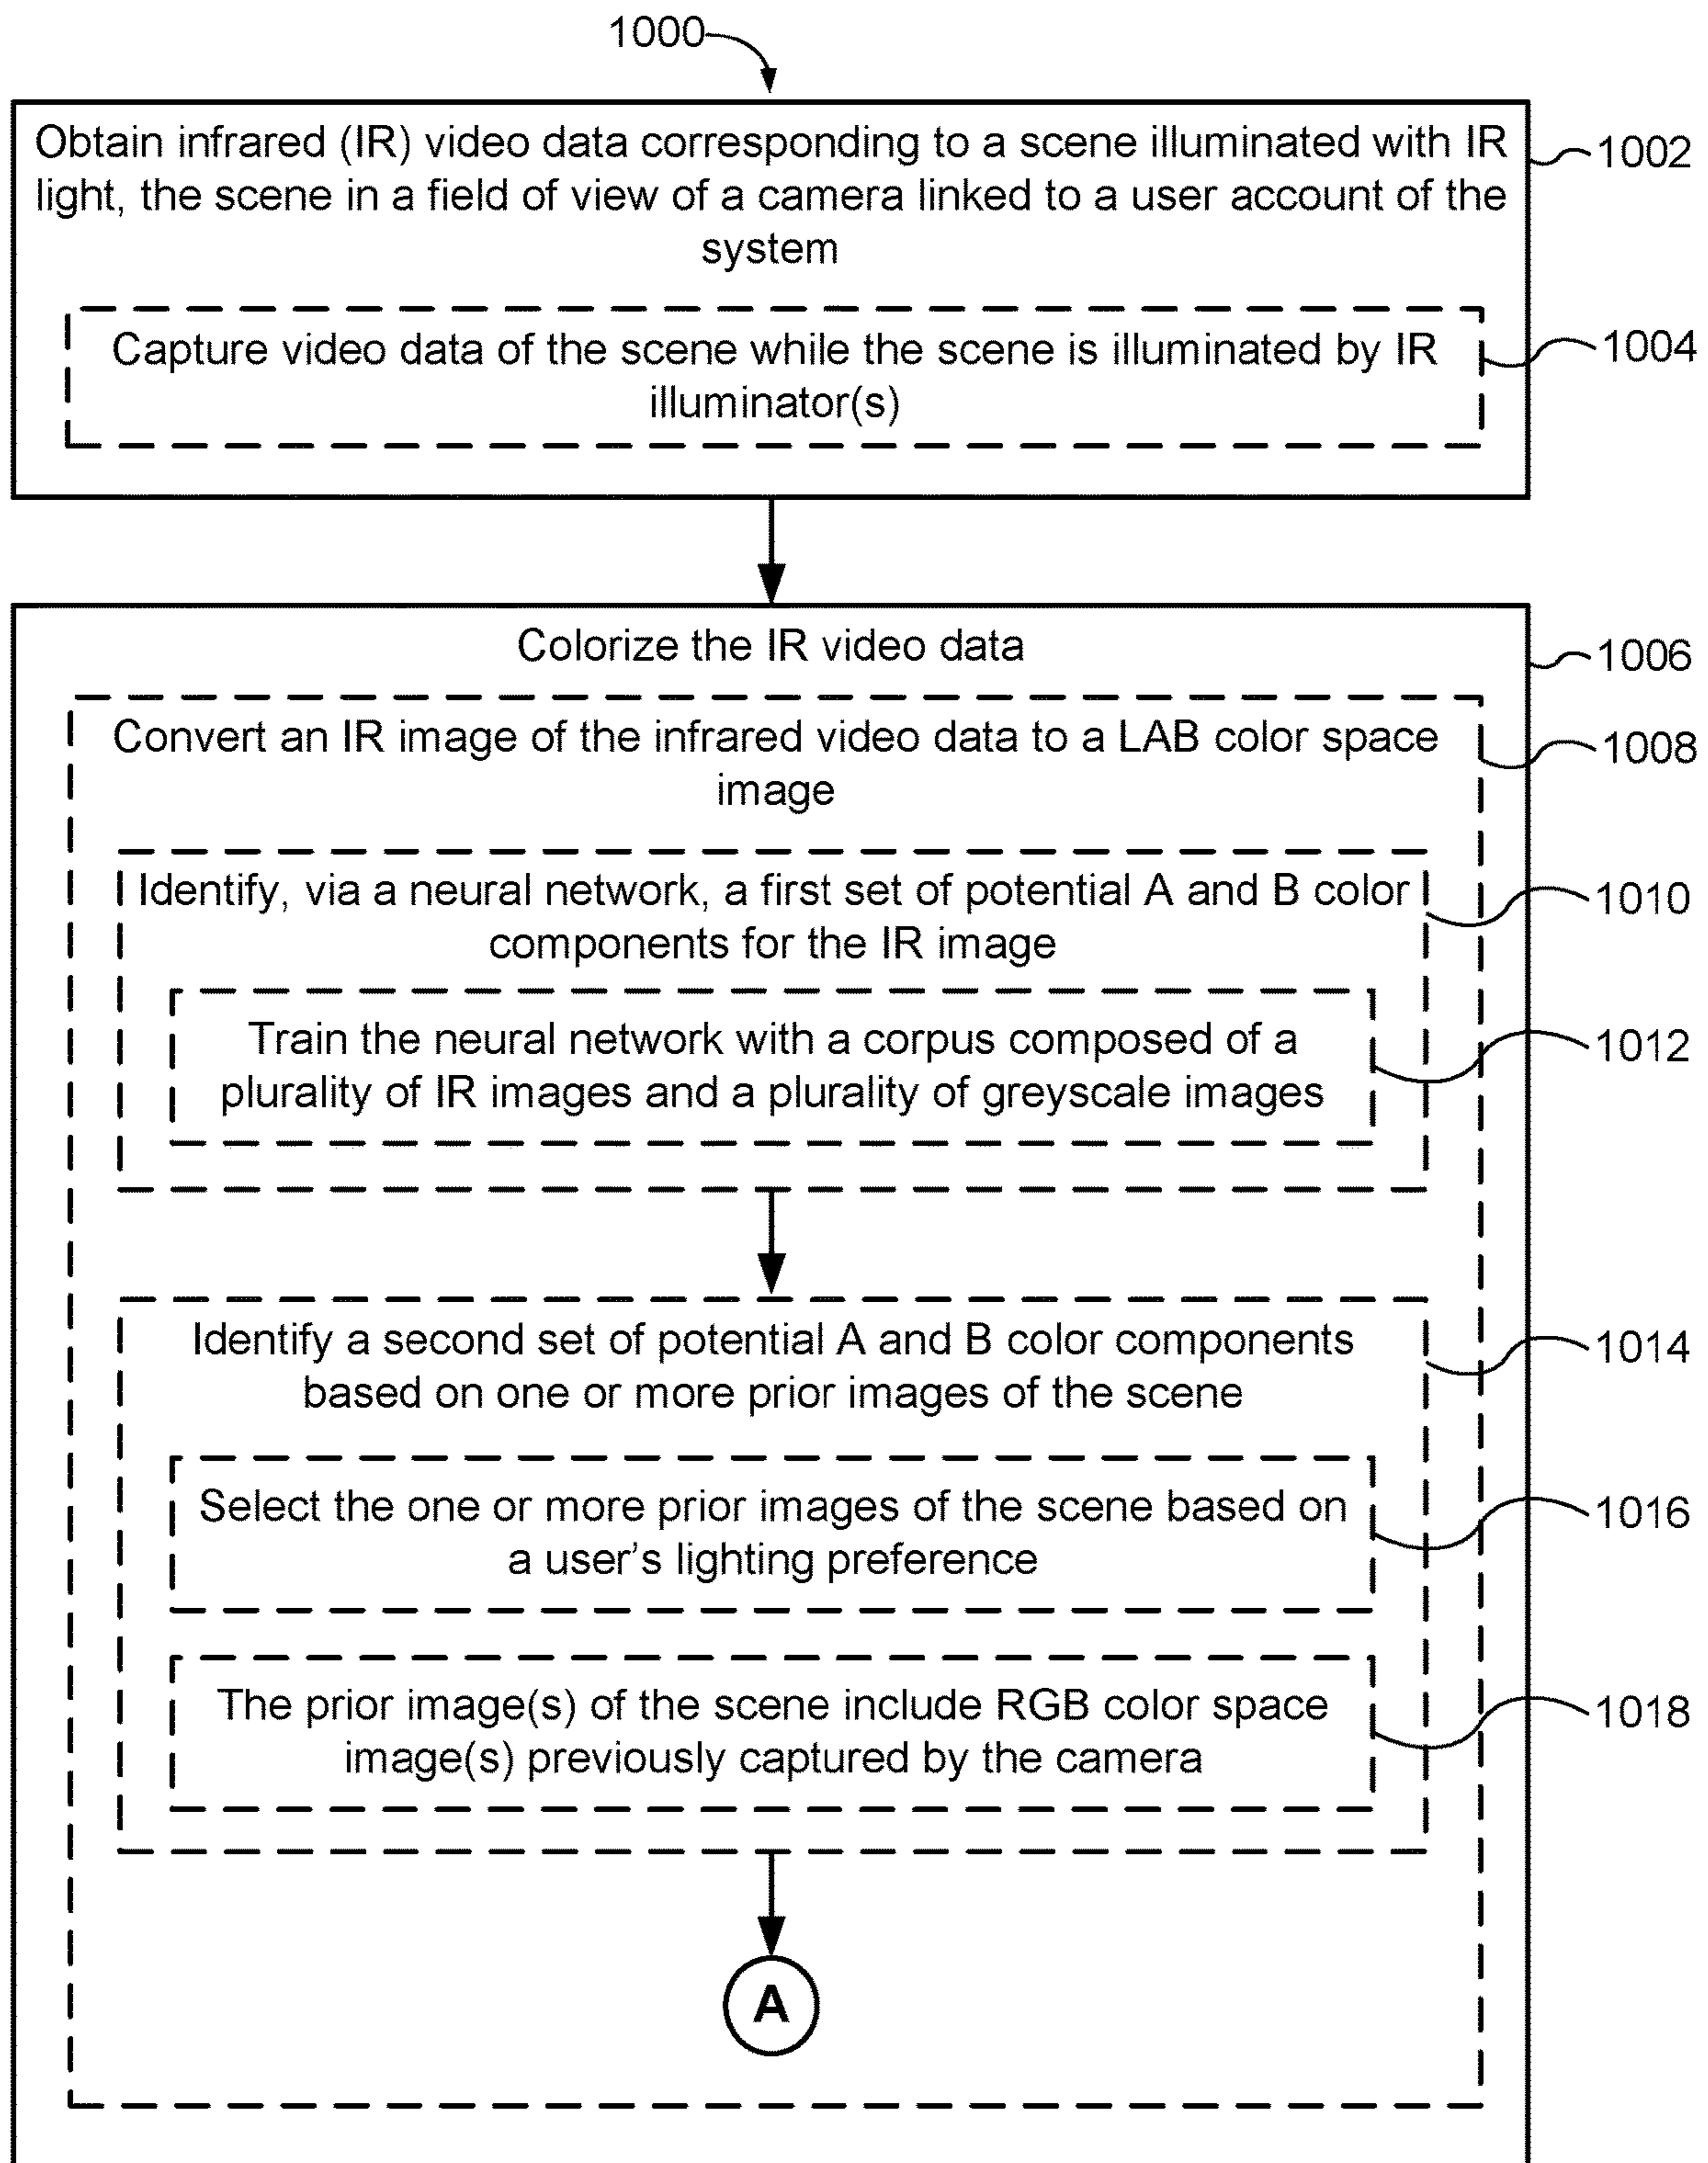 1000
Obtain infrared (IR) video data corresponding to a scene illuminated with IR
light, the scene in a field of view of a camera linked to a user account of the
system
1002
Capture video data of the scene while the scene is illuminated by IR
illuminator(s)
1004
Colorize the IR video data
1006
Convert an IR image of the infrared video data to a LAB color space
image
1008
Identify, via a neural network, a first set of potential A and B color
components for the IR image
1010
Train the neural network with a corpus composed of a
plurality of IR images and a plurality of greyscale images
1012
Identify a second set of potential A and B color components
based on one or more prior images of the scene
1014
Select the one or more prior images of the scene based on
a user's lighting preference
1016
The prior image(s) of the scene include RGB color space
image(s) previously captured by the camera
1018
A